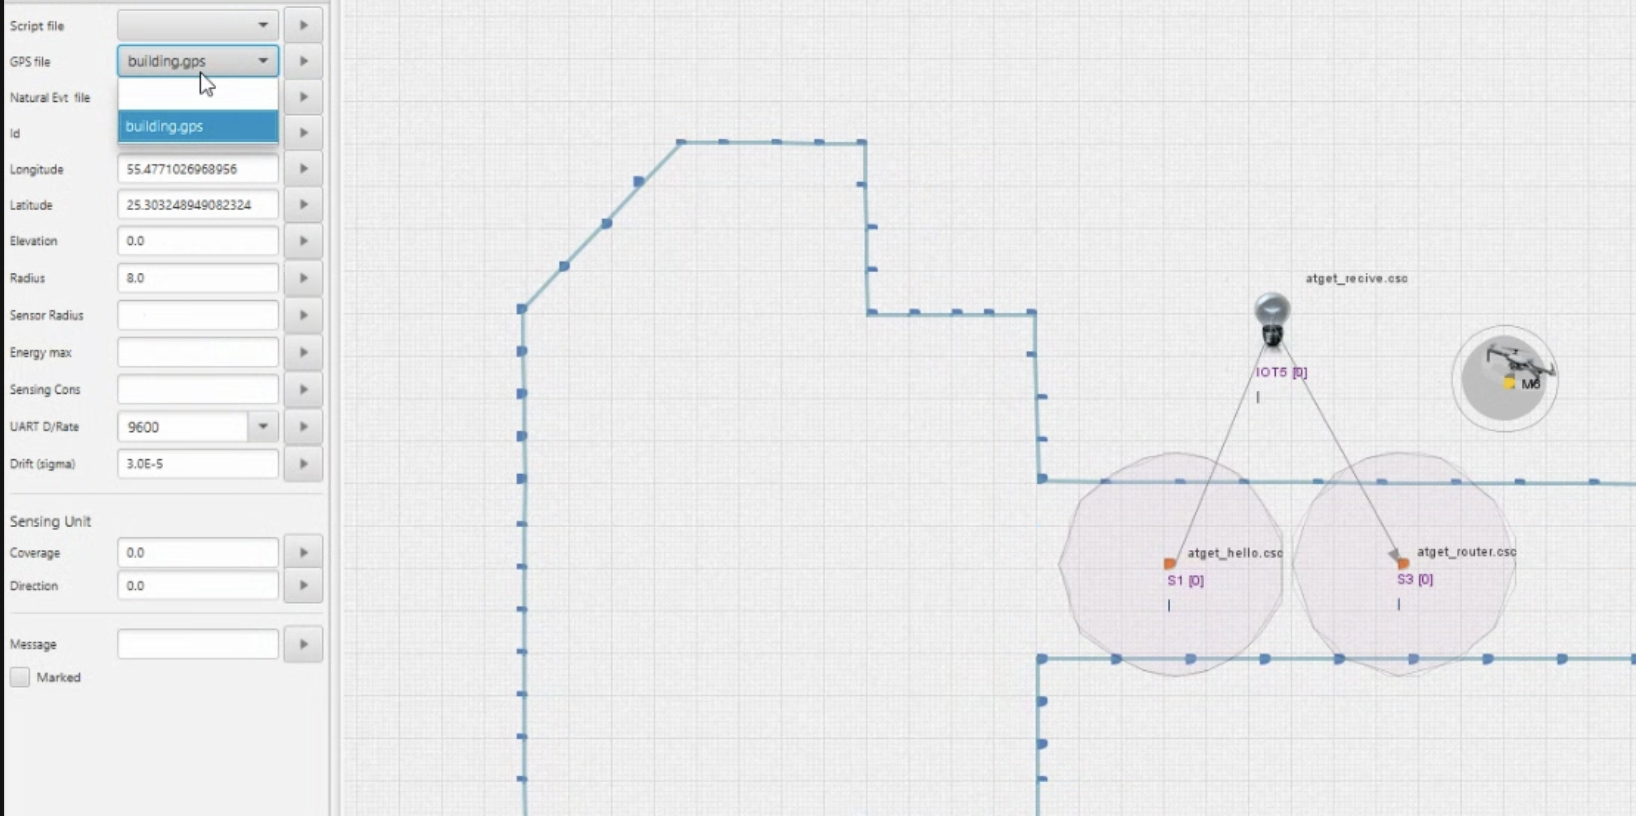 Script file
GPS file
building.gps
Natural Evt file
building.gps
Id
Longitude
55.4771026968956
Latitude
25.303248949082324
Elevation
0.0
Radius
8.0
Sensor Radius
Energy max
Sensing Cons
UART D/Rate
9600
Drift (sigma)
3.0E-5
Sensing Unit
Coverage
0.0
Direction
0.0
Message
Marked
atget_recive.csc
IOT5 [0]
M6
atget_hello.csc
S1 [0]
atget_router.csc
S3 [0]